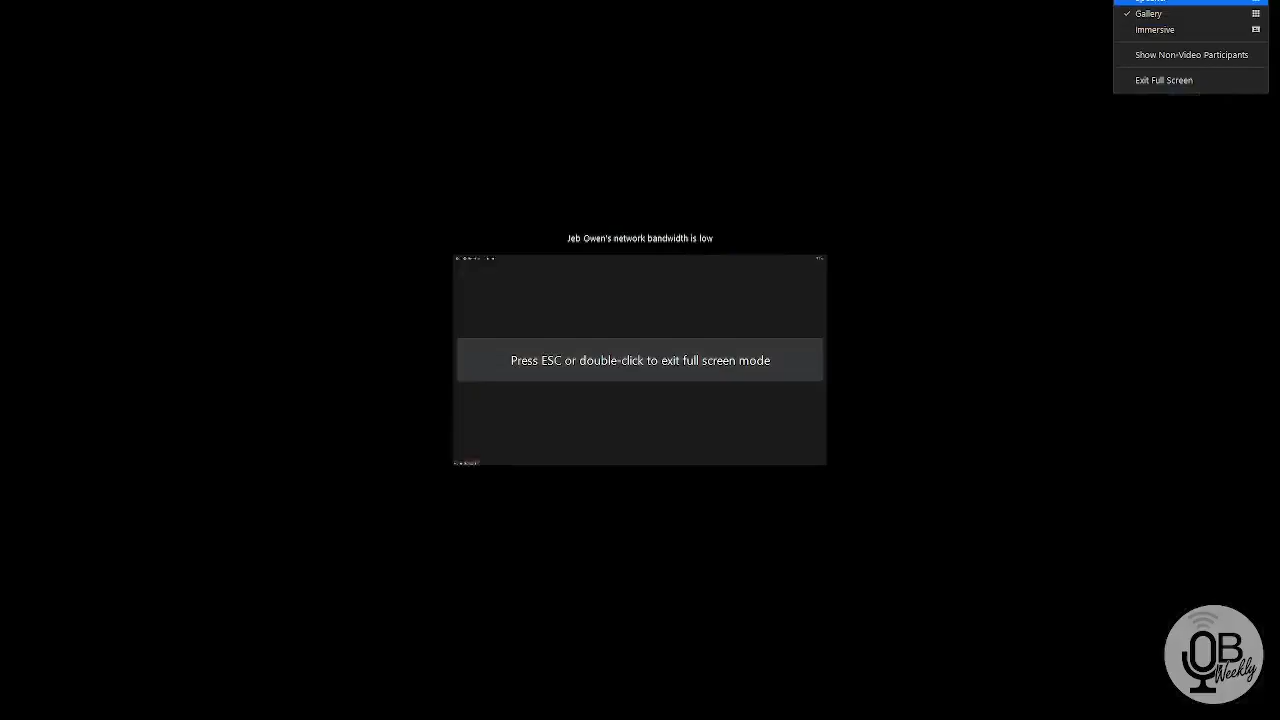 Gallery
Immersive
Show Non-Video Participants
Exit Full Screen
Jeb Owen's network bandwidth is low
Press ESC or double-click to exit full screen mode
OB
Weekly